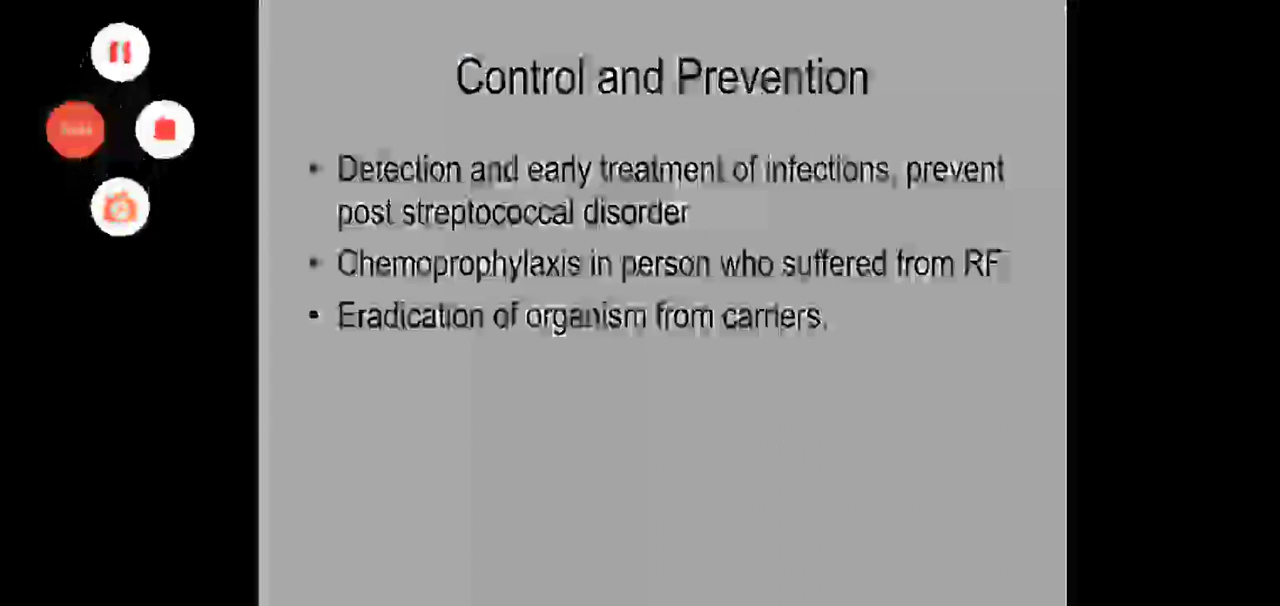 Control and Prevention
• Detection and early treatment of infections, prevent
post streptococcal disorder
• Chemoprophylaxis in person who suffered from RF
• Eradication of organism from carriers.